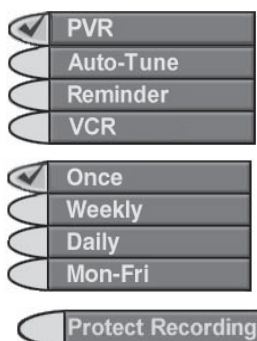 PVR
Auto-Tune
Reminder
VCR
Once
Weekly
Daily
Mon-Fri
Protect Recording